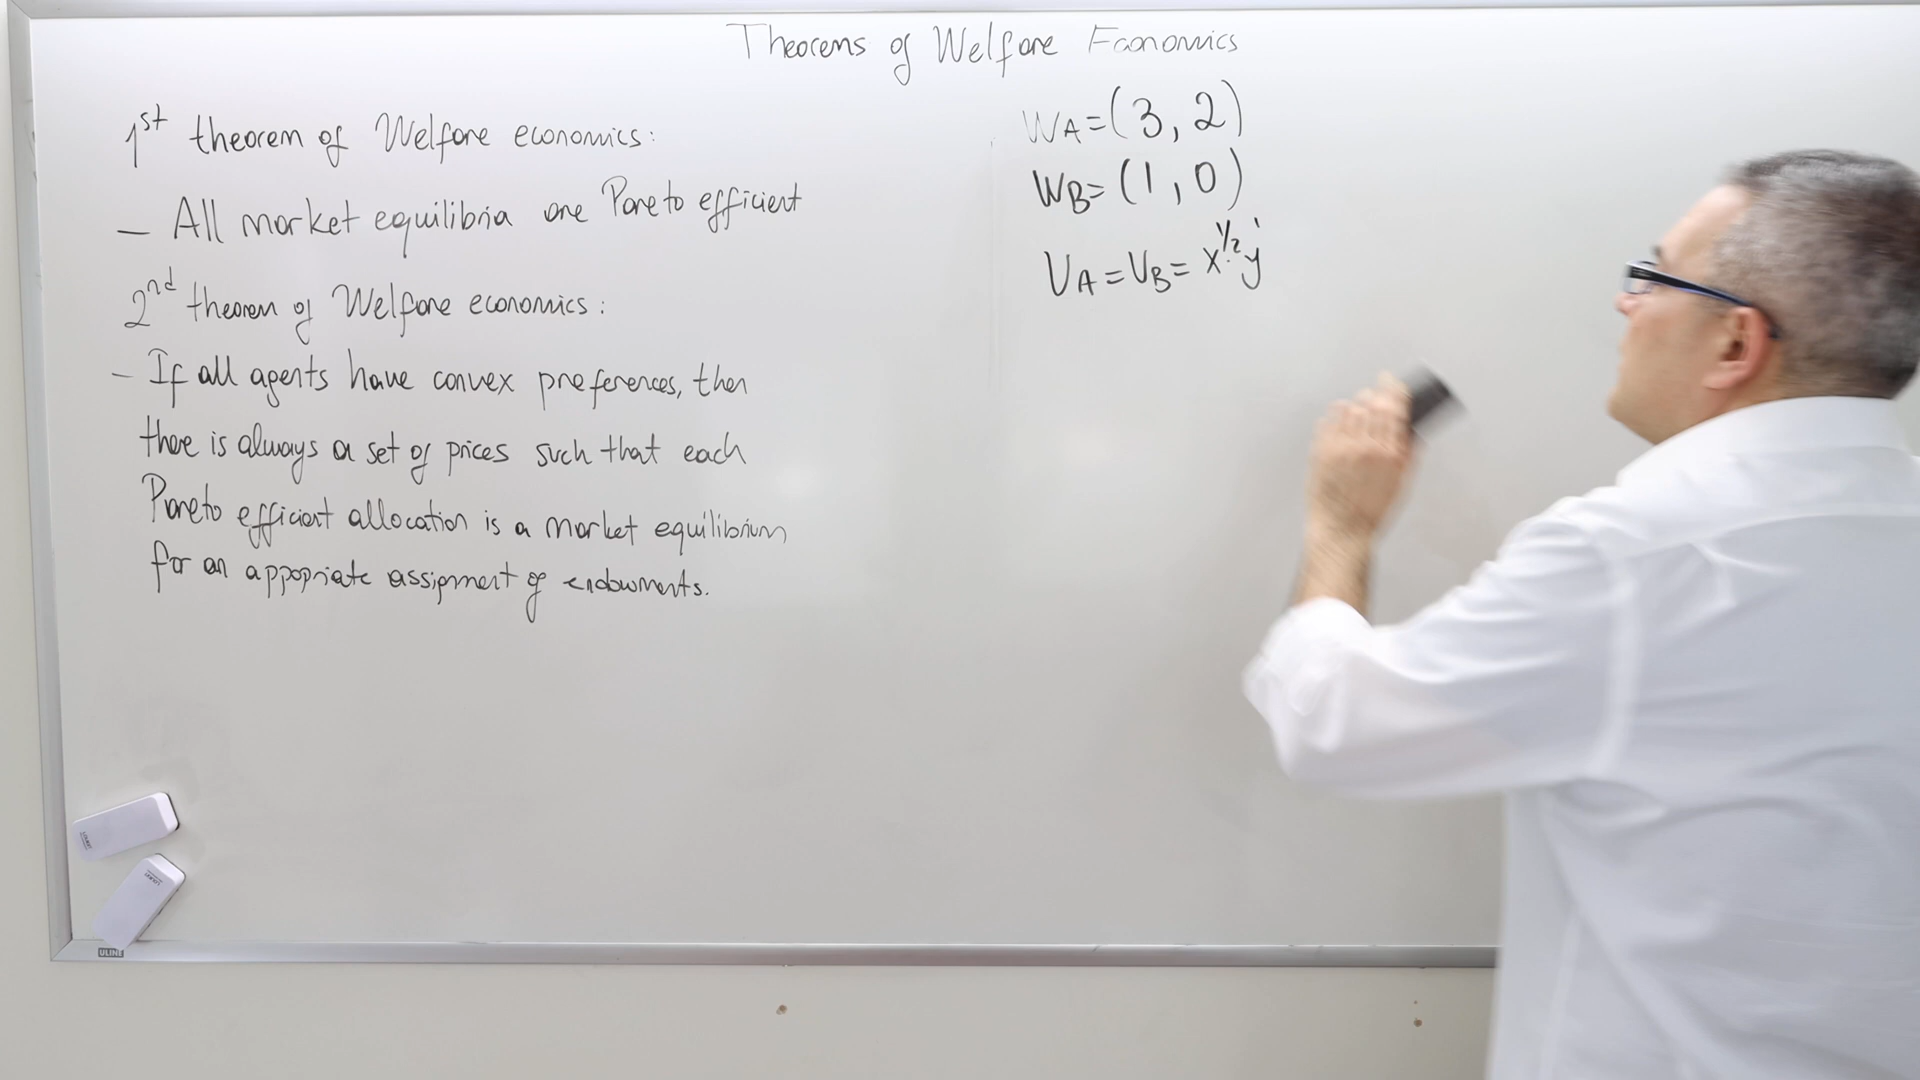 Theorems of Welfare Economics
1st theorem of Welfare economics:
– All market equilibria are Pareto efficient
2nd theorem of Welfare economics:
– If all agents have convex preferences, then
there is always a set of prices such that each
Pareto efficient allocation is a market equilibrium
for an appopriate assignment of endowments.
WA=(3, 2)
WB=(1, 0)
UA=UB= x^1/2 y
ULINE